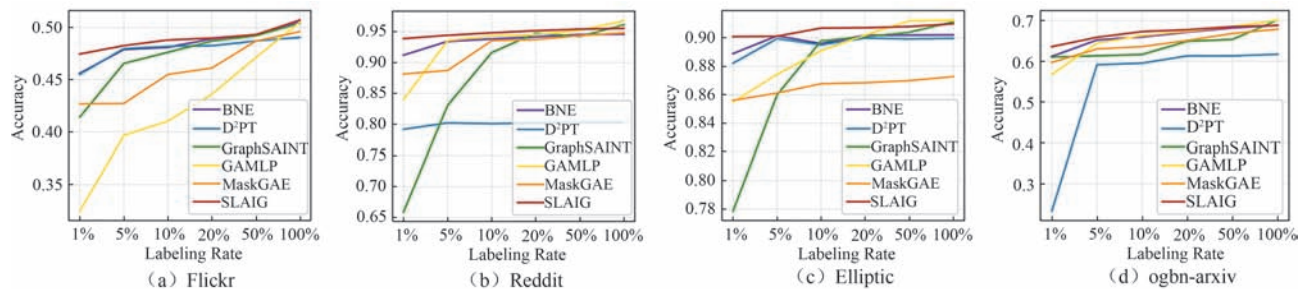 Accuracy
0.50
0.45
0.40
0.35
BNE
D²PT
GraphSAINT
GAMLP
MaskGAE
SLAIG
1% 5% 10% 20% 50% 100%
Labeling Rate
（a）Flickr
Accuracy
0.95
0.90
0.85
0.80
0.75
0.70
0.65
BNE
D²PT
GraphSAINT
GAMLP
MaskGAE
SLAIG
1% 5% 10% 20% 50% 100%
Labeling Rate
（b）Reddit
Accuracy
0.90
0.88
0.86
0.84
0.82
0.80
0.78
BNE
D²PT
GraphSAINT
GAMLP
MaskGAE
SLAIG
1% 5% 10% 20% 50% 100%
Labeling Rate
（c）Elliptic
Accuracy
0.7
0.6
0.5
0.4
0.3
BNE
D²PT
GraphSAINT
GAMLP
MaskGAE
SLAIG
1% 5% 10% 20% 50% 100%
Labeling Rate
（d）ogbn-arxiv